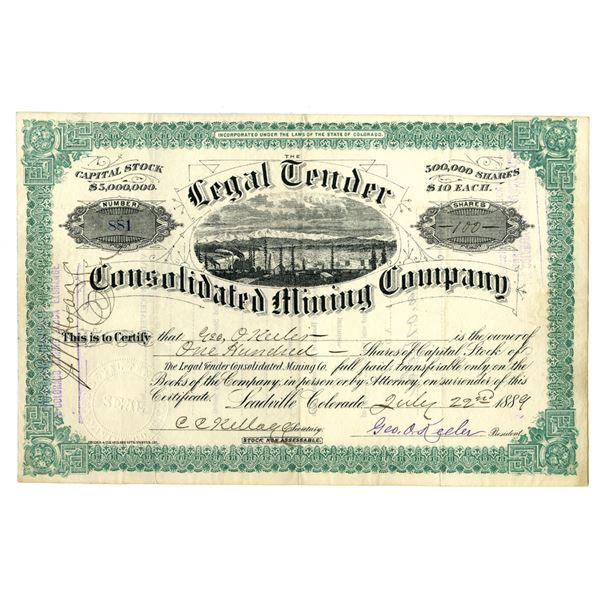 INCORPORATED UNDER THE LAWS OF THE STATE OF COLORADO.
THE
CAPITAL STOCK
$5,000,000.
Legal Tender
500,000 SHARES
$10 EACH.
NUMBER
881
SHARES
100
Consolidated Mining Company
This is to Certify that Geo. O. Keeler is the owner of
One Hundred Shares of Capital Stock of
The Legal Tender Consolidated Mining Co. full paid, transferable only on the
Books of the Company, in person or by Attorney, on surrender of this
Certificate. Leadville Colorado, July 22nd 1889
C C Kellogg Secretary.
Geo. O. Keeler President.
STOCK NON-ASSESSABLE.